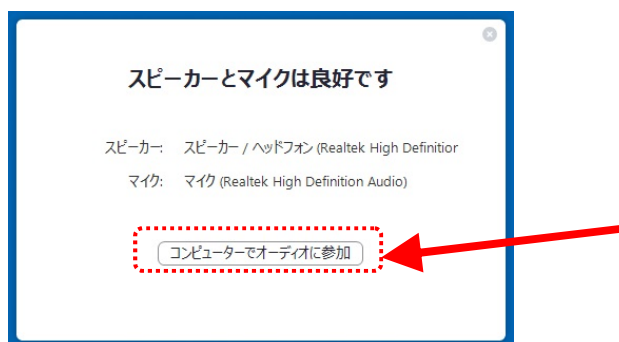 スピーカーとマイクは良好です
スピーカー: スピーカー / ヘッドフォン (Realtek High Definitior
マイク: マイク (Realtek High Definition Audio)
コンピューターでオーディオに参加